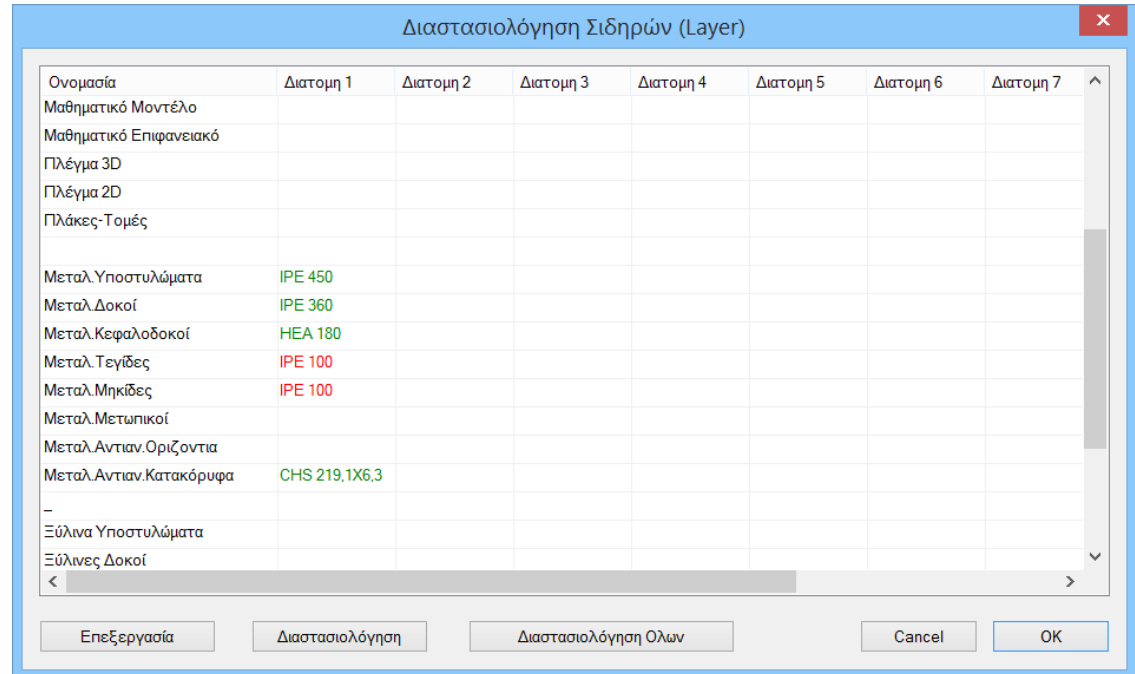 Διαστασιολόγηση Σιδηρών (Layer)
Ονομασία Διατομη 1 Διατομη 2 Διατομη 3 Διατομη 4 Διατομη 5 Διατομη 6 Διατομη 7
Μαθηματικό Μοντέλο
Μαθηματικό Επιφανειακό
Πλέγμα 3D
Πλέγμα 2D
Πλάκες-Τομές
Μεταλ.Υποστυλώματα IPE 450
Μεταλ.Δοκοί IPE 360
Μεταλ.Κεφαλοδοκοί HEA 180
Μεταλ.Τεγίδες IPE 100
Μεταλ.Μηκίδες IPE 100
Μεταλ.Μετωπικοί
Μεταλ.Αντιαν.Οριζοντια
Μεταλ.Αντιαν.Κατακόρυφα CHS 219,1X6,3
_
Ξύλινα Υποστυλώματα
Ξύλινες Δοκοί
Επεξεργασία Διαστασιολόγηση Διαστασιολόγηση Ολων Cancel OK